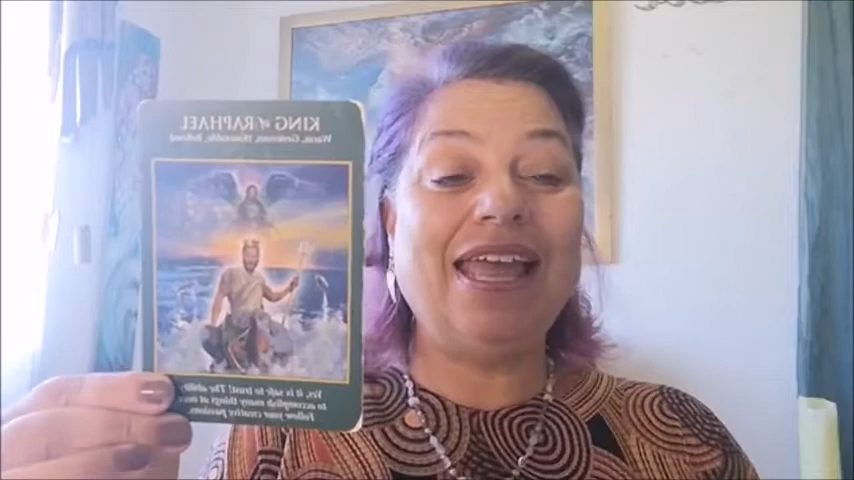 KING of RAPHAEL
Warm, Generous, Honorable, Beloved
Yes, it is safe to trust! The ability
to accomplish many things at once.
Follow your creative passions.